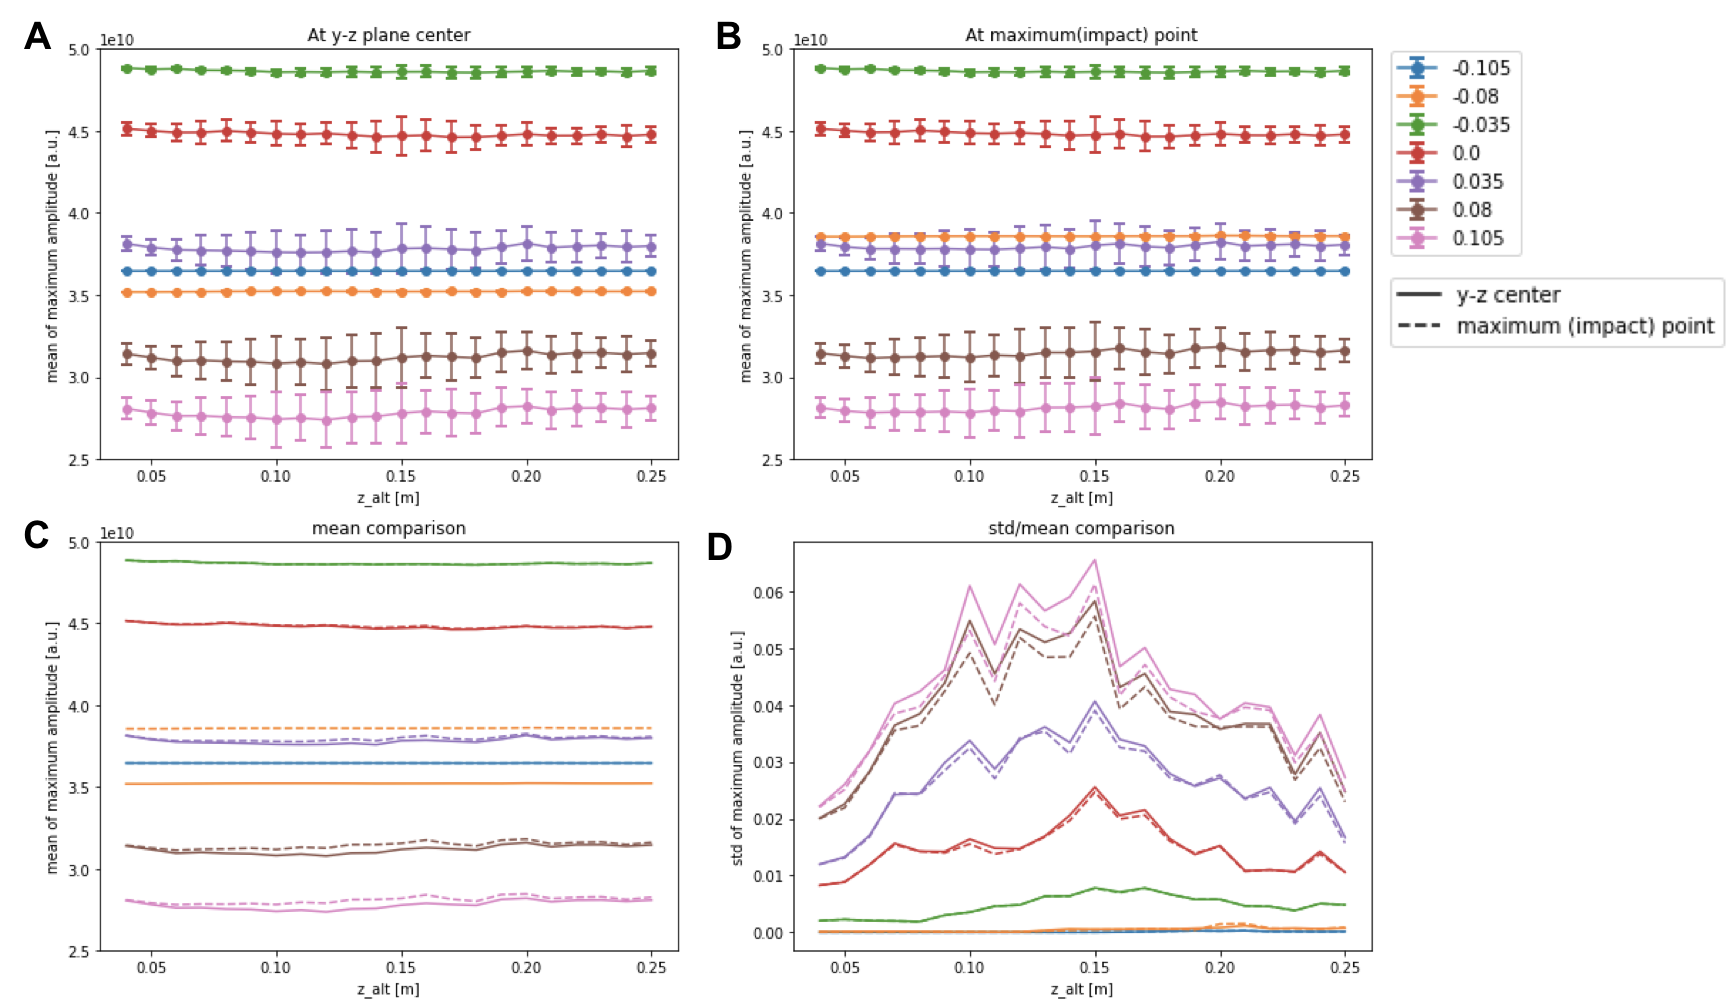 A
1e10
At y-z plane center
mean of maximum amplitude [a.u.]
5.0
4.5
4.0
3.5
3.0
2.5
0.05 0.10 0.15 0.20 0.25
z_alt [m]
B
1e10
At maximum(impact) point
mean of maximum amplitude [a.u.]
5.0
4.5
4.0
3.5
3.0
2.5
0.05 0.10 0.15 0.20 0.25
z_alt [m]
-0.105
-0.08
-0.035
0.0
0.035
0.08
0.105
y-z center
maximum (impact) point
C
1e10
mean comparison
mean of maximum amplitude [a.u.]
5.0
4.5
4.0
3.5
3.0
2.5
0.05 0.10 0.15 0.20 0.25
z_alt [m]
D
std/mean comparison
std of maximum amplitude [a.u.]
0.06
0.05
0.04
0.03
0.02
0.01
0.00
0.05 0.10 0.15 0.20 0.25
z_alt [m]